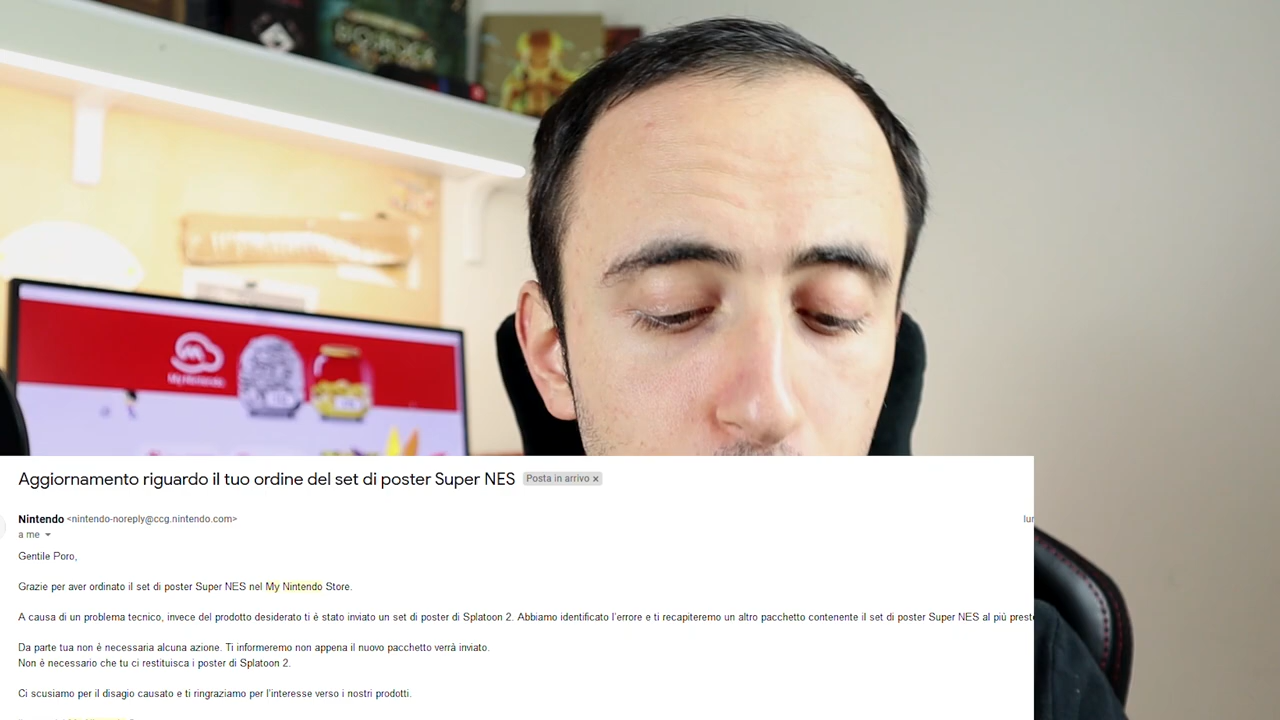 My Nintendo
Aggiornamento riguardo il tuo ordine del set di poster Super NES Posta in arrivo ×
Nintendo <nintendo-noreply@ccg.nintendo.com>
lun
a me
Gentile Poro,
Grazie per aver ordinato il set di poster Super NES nel My Nintendo Store.
A causa di un problema tecnico, invece del prodotto desiderato ti è stato inviato un set di poster di Splatoon 2. Abbiamo identificato l'errore e ti recapiteremo un altro pacchetto contenente il set di poster Super NES al più prest
Da parte tua non è necessaria alcuna azione. Ti informeremo non appena il nuovo pacchetto verrà inviato.
Non è necessario che tu ci restituisca i poster di Splatoon 2.
Ci scusiamo per il disagio causato e ti ringraziamo per l'interesse verso i nostri prodotti.